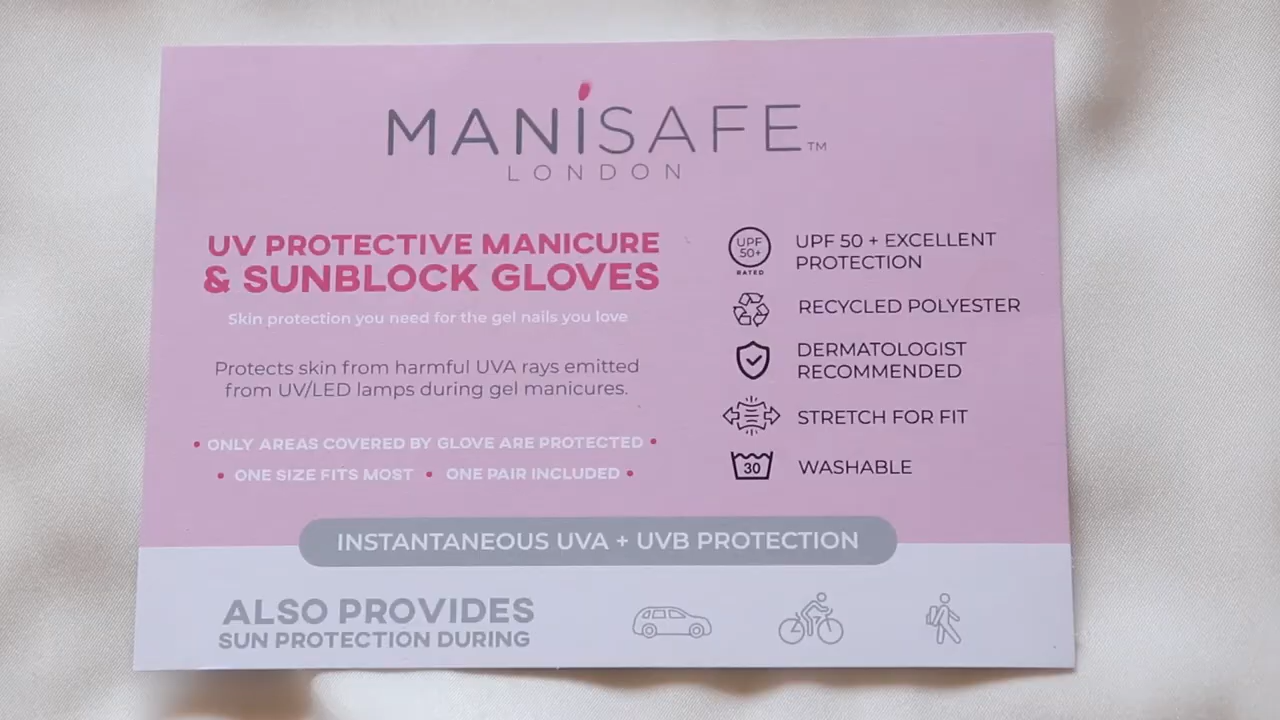 MANÍSAFE™
LONDON
UV PROTECTIVE MANICURE
& SUNBLOCK GLOVES
Skin protection you need for the gel nails you love
Protects skin from harmful UVA rays emitted
from UV/LED lamps during gel manicures.
• ONLY AREAS COVERED BY GLOVE ARE PROTECTED •
• ONE SIZE FITS MOST • ONE PAIR INCLUDED •
UPF
50+
RATED
UPF 50 + EXCELLENT
PROTECTION
RECYCLED POLYESTER
DERMATOLOGIST
RECOMMENDED
STRETCH FOR FIT
30
WASHABLE
INSTANTANEOUS UVA + UVB PROTECTION
ALSO PROVIDES
SUN PROTECTION DURING